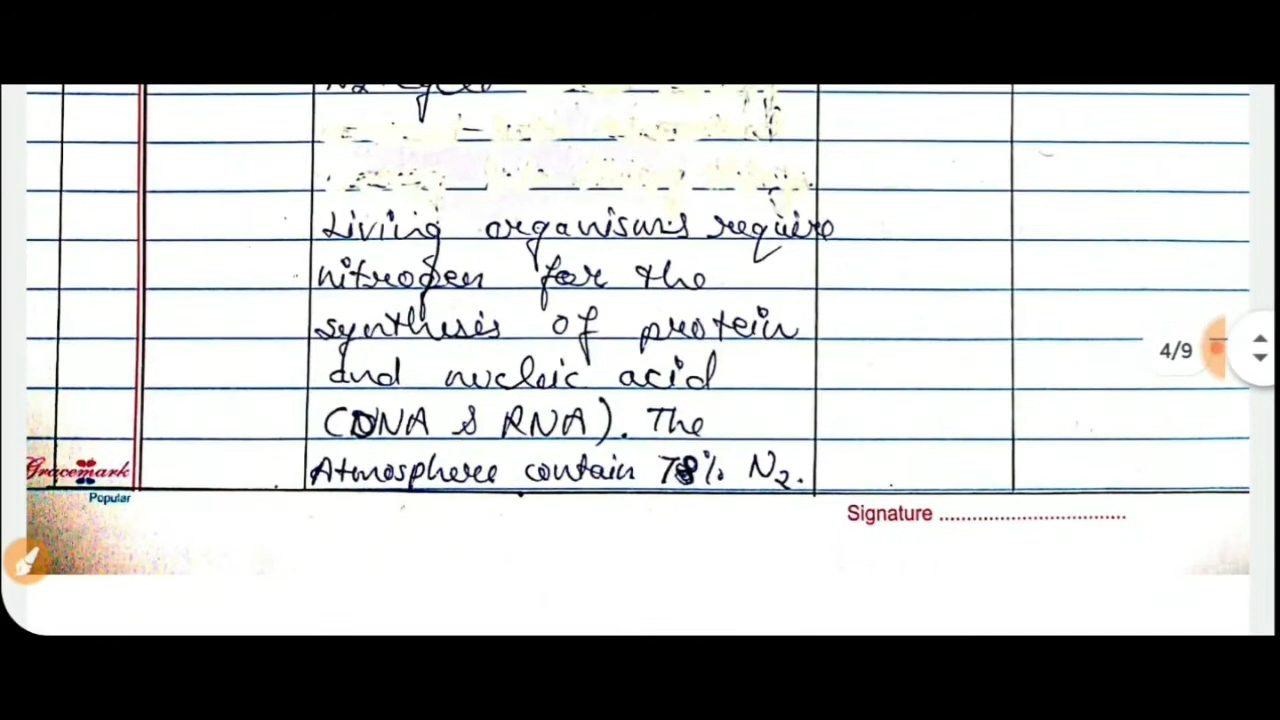 Living organisms require
nitrogen for the
synthesis of protein
and nucleic acid
(DNA & RNA). The
Atmosphere contain 78% N₂.
4/9
Gracemark
Popular
Signature ....................................